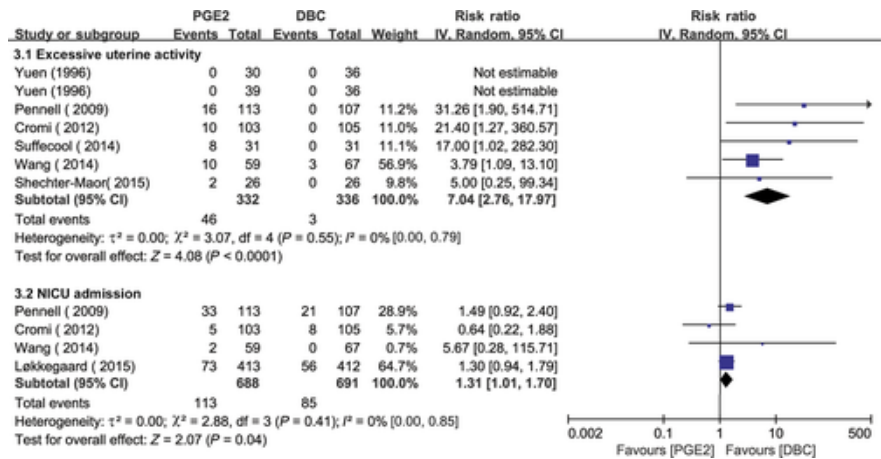 PGE2 DBC Risk ratio Risk ratio
Study or subgroup Events Total Events Total Weight IV, Random, 95% CI IV, Random, 95% CI
3.1 Excessive uterine activity
Yuen (1996) 0 30 0 36 Not estimable
Yuen (1996) 0 39 0 36 Not estimable
Pennell (2009) 16 113 0 107 11.2% 31.26 [1.90, 514.71]
Cromi ( 2012) 10 103 0 105 11.0% 21.40 [1.27, 360.57]
Suffecool ( 2014) 8 31 0 31 11.1% 17.00 [1.02, 282.30]
Wang ( 2014) 10 59 3 67 56.9% 3.79 [1.09, 13.10]
Shechter-Maor( 2015) 2 26 0 26 9.8% 5.00 [0.25, 99.34]
Subtotal (95% CI) 332 336 100.0% 7.04 [2.76, 17.97]
Total events 46 3
Heterogeneity: τ² = 0.00; χ² = 3.07, df = 4 (P = 0.55); I² = 0% [0.00, 0.79]
Test for overall effect: Z = 4.08 (P < 0.0001)
3.2 NICU admission
Pennell ( 2009) 33 113 21 107 28.9% 1.49 [0.92, 2.40]
Cromi ( 2012) 5 103 8 105 5.7% 0.64 [0.22, 1.88]
Wang ( 2014) 2 59 0 67 0.7% 5.67 [0.28, 115.71]
Løkkegaard ( 2015) 73 413 56 412 64.7% 1.30 [0.94, 1.79]
Subtotal (95% CI) 688 691 100.0% 1.31 [1.01, 1.70]
Total events 113 85
Heterogeneity: τ² = 0.00; χ² = 2.88, df = 3 (P = 0.41); I² = 0% [0.00, 0.85]
Test for overall effect: Z = 2.07 (P = 0.04)
0.002 0.1 1 10 500
Favours [PGE2] Favours [DBC]